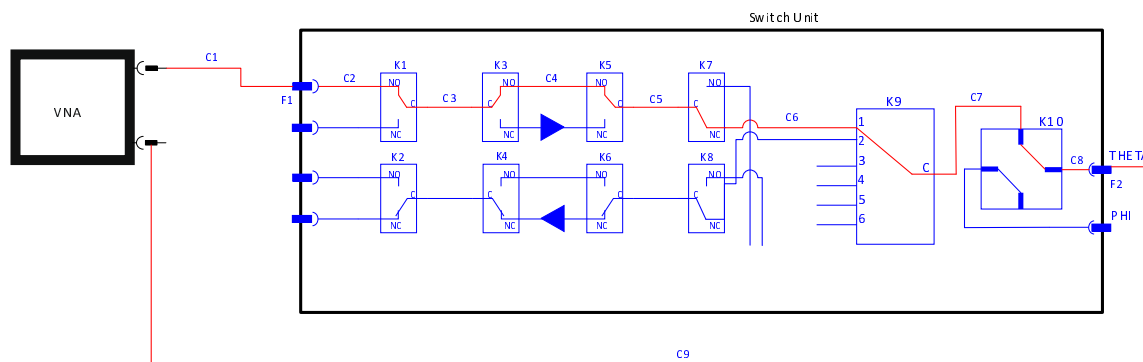 Switch Unit
C1
VNA
F1
C2
K1
NO
C
NC
C3
K3
NO
C
NC
C4
K5
NO
C
NC
C5
K7
NO
C
NC
C6
K9
1
2
3
4
5
6
C
C7
K10
C8
THETA
F2
PHI
K2
NO
C
NC
K4
NO
C
NC
K6
NO
C
NC
K8
NO
C
NC
C9